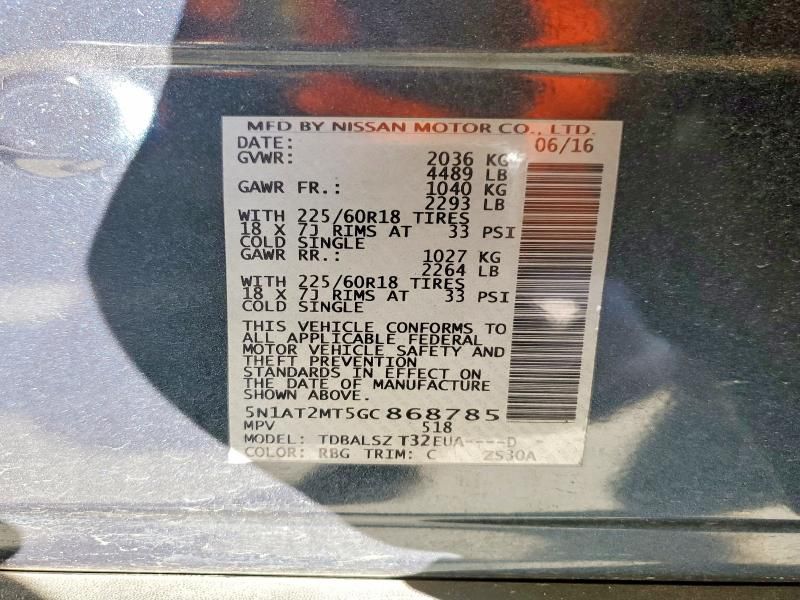 MFD BY NISSAN MOTOR CO., LTD.
DATE: 06/16
GVWR: 2036 KG
4489 LB
GAWR FR.: 1040 KG
2293 LB
WITH 225/60R18 TIRES
18 X 7J RIMS AT 33 PSI
COLD SINGLE
GAWR RR.: 1027 KG
2264 LB
WITH 225/60R18 TIRES
18 X 7J RIMS AT 33 PSI
COLD SINGLE
THIS VEHICLE CONFORMS TO
ALL APPLICABLE FEDERAL
MOTOR VEHICLE SAFETY AND
THEFT PREVENTION
STANDARDS IN EFFECT ON
THE DATE OF MANUFACTURE
SHOWN ABOVE.
5N1AT2MT5GC868785
MPV 518
MODEL: TDBALSZ T32EUA----D -
COLOR: RBG TRIM: C ZS30A